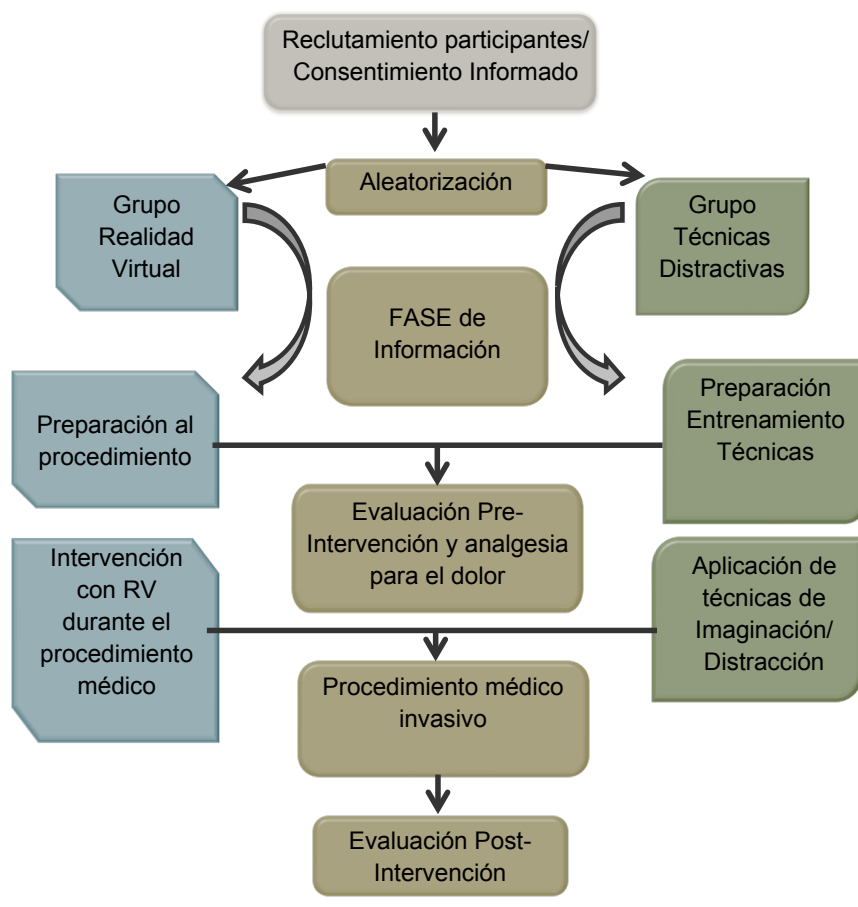 Reclutamiento participantes/
Consentimiento Informado
Aleatorización
Grupo
Realidad
Virtual
Grupo
Técnicas
Distractivas
FASE de
Información
Preparación al
procedimiento
Preparación
Entrenamiento
Técnicas
Evaluación Pre-
Intervención y analgesia
para el dolor
Intervención
con RV
durante el
procedimiento
médico
Aplicación de
técnicas de
Imaginación/
Distracción
Procedimiento médico
invasivo
Evaluación Post-
Intervención